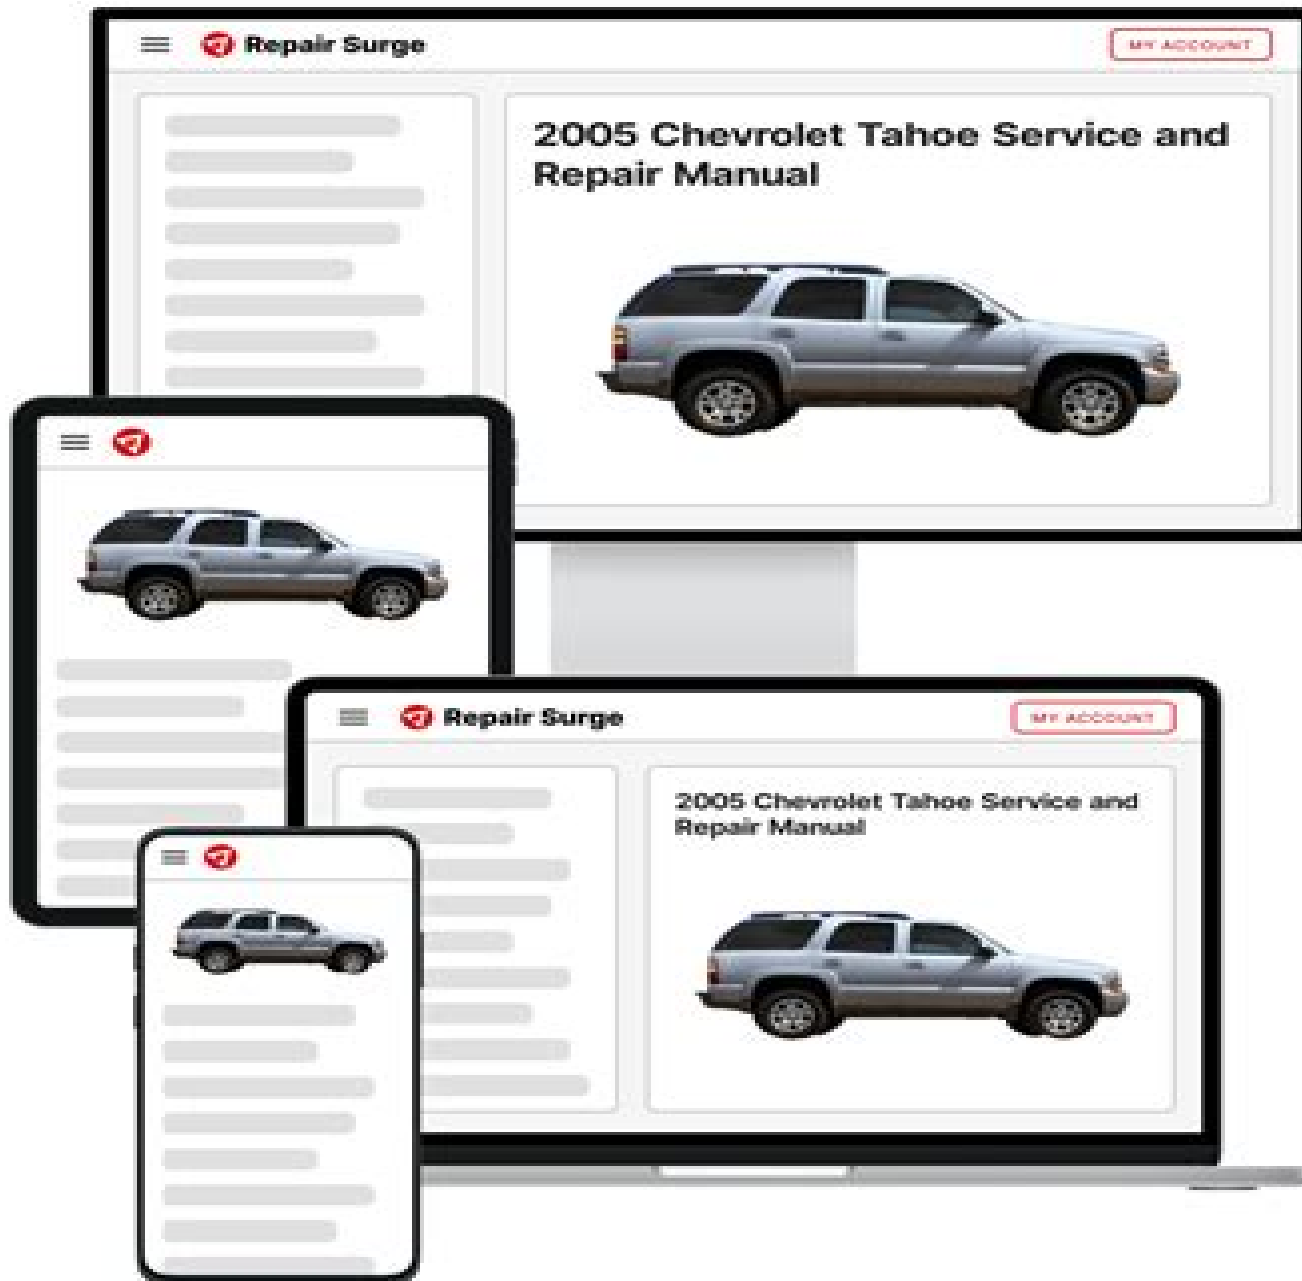 Repair Surge
MY ACCOUNT
2005 Chevrolet Tahoe Service and
Repair Manual
Repair Surge
MY ACCOUNT
2005 Chevrolet Tahoe Service and
Repair Manual